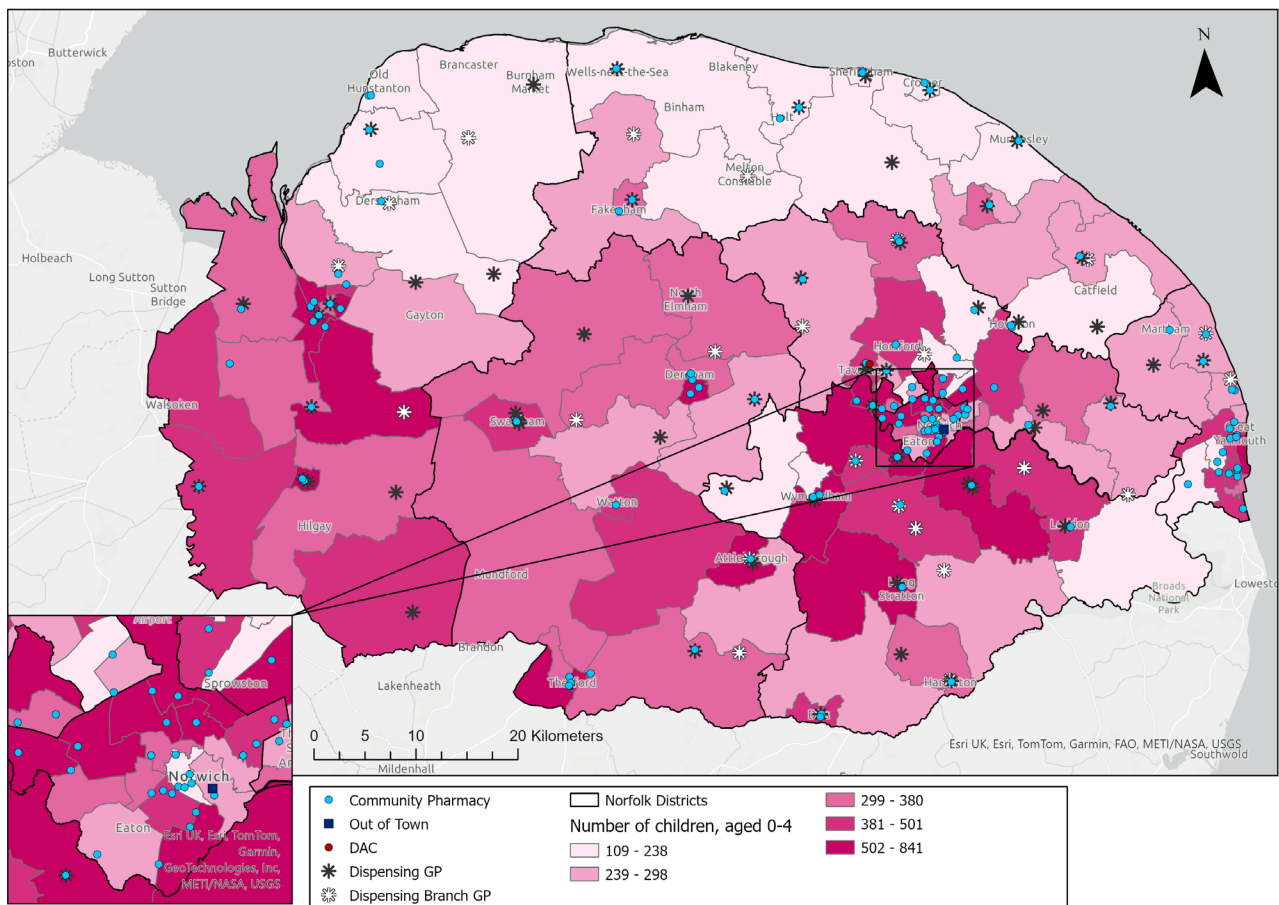 Butterwick
Brancaster
Burnham
Market
Wells-next-the-Sea
Blakeney
Sheringham
Cromer
N
Old
Hunstanton
Binham
Holt
Mundesley
Melton
Constable
Dersingham
Fakenham
Holbeach
Long Sutton
Sutton
Bridge
Gayton
North
Elmham
Catfield
Hoveton
Martham
Horsford
Taverham
Dereham
Walsoken
Swaffham
Norwich
Eaton
Great
Yarmouth
Hilgay
Watton
Wymondham
Loddon
Attleborough
Mundford
Long
Stratton
Broads
National
Park
Lowestoft
Brandon
Lakenheath
Thetford
Harleston
Diss
0 5 10 20 Kilometers
Mildenhall
Esri UK, Esri, TomTom, Garmin, FAO, METI/NASA, USGS
Southwold
Airport
Sprowston
Norwich
Eaton
Esri UK, Esri, TomTom,
Garmin,
GeoTechnologies, Inc,
METI/NASA, USGS
Community Pharmacy
Out of Town
DAC
Dispensing GP
Dispensing Branch GP
Norfolk Districts
Number of children, aged 0-4
109 - 238
239 - 298
299 - 380
381 - 501
502 - 841